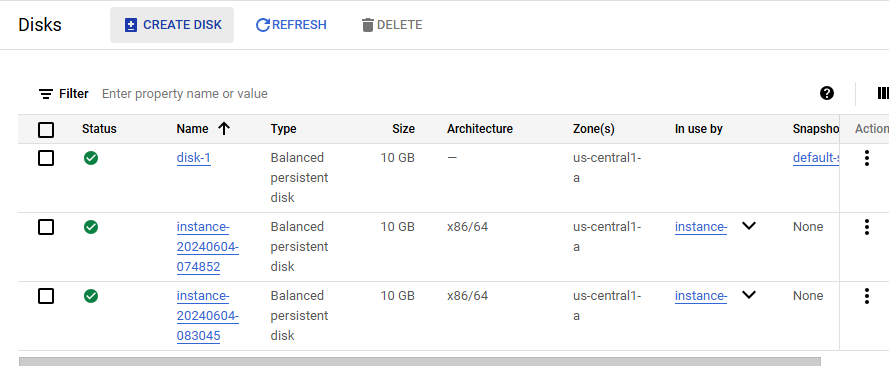 Disks CREATE DISK REFRESH DELETE
Filter Enter property name or value
Status Name Type Size Architecture Zone(s) In use by Snapsho Action
disk-1 Balanced persistent disk 10 GB — us-central1-a default-s
instance-20240604-074852 Balanced persistent disk 10 GB x86/64 us-central1-a instance- None
instance-20240604-083045 Balanced persistent disk 10 GB x86/64 us-central1-a instance- None